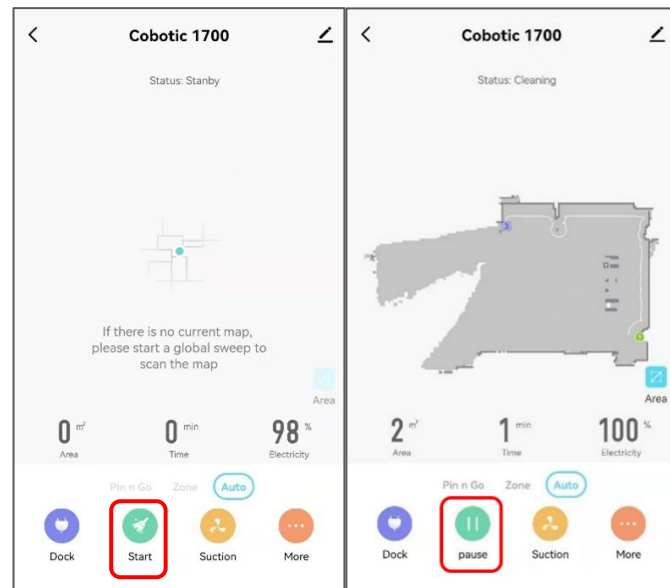 Cobotic 1700
Status: Stanby
If there is no current map,
please start a global sweep to
scan the map
Area
0 m²
0 min
98 %
Area
Time
Electricity
Pin n Go
Zone
Auto
Dock
Start
Suction
More
Cobotic 1700
Status: Cleaning
Area
2 m²
1 min
100 %
Area
Time
Electricity
Pin n Go
Zone
Auto
Dock
pause
Suction
More